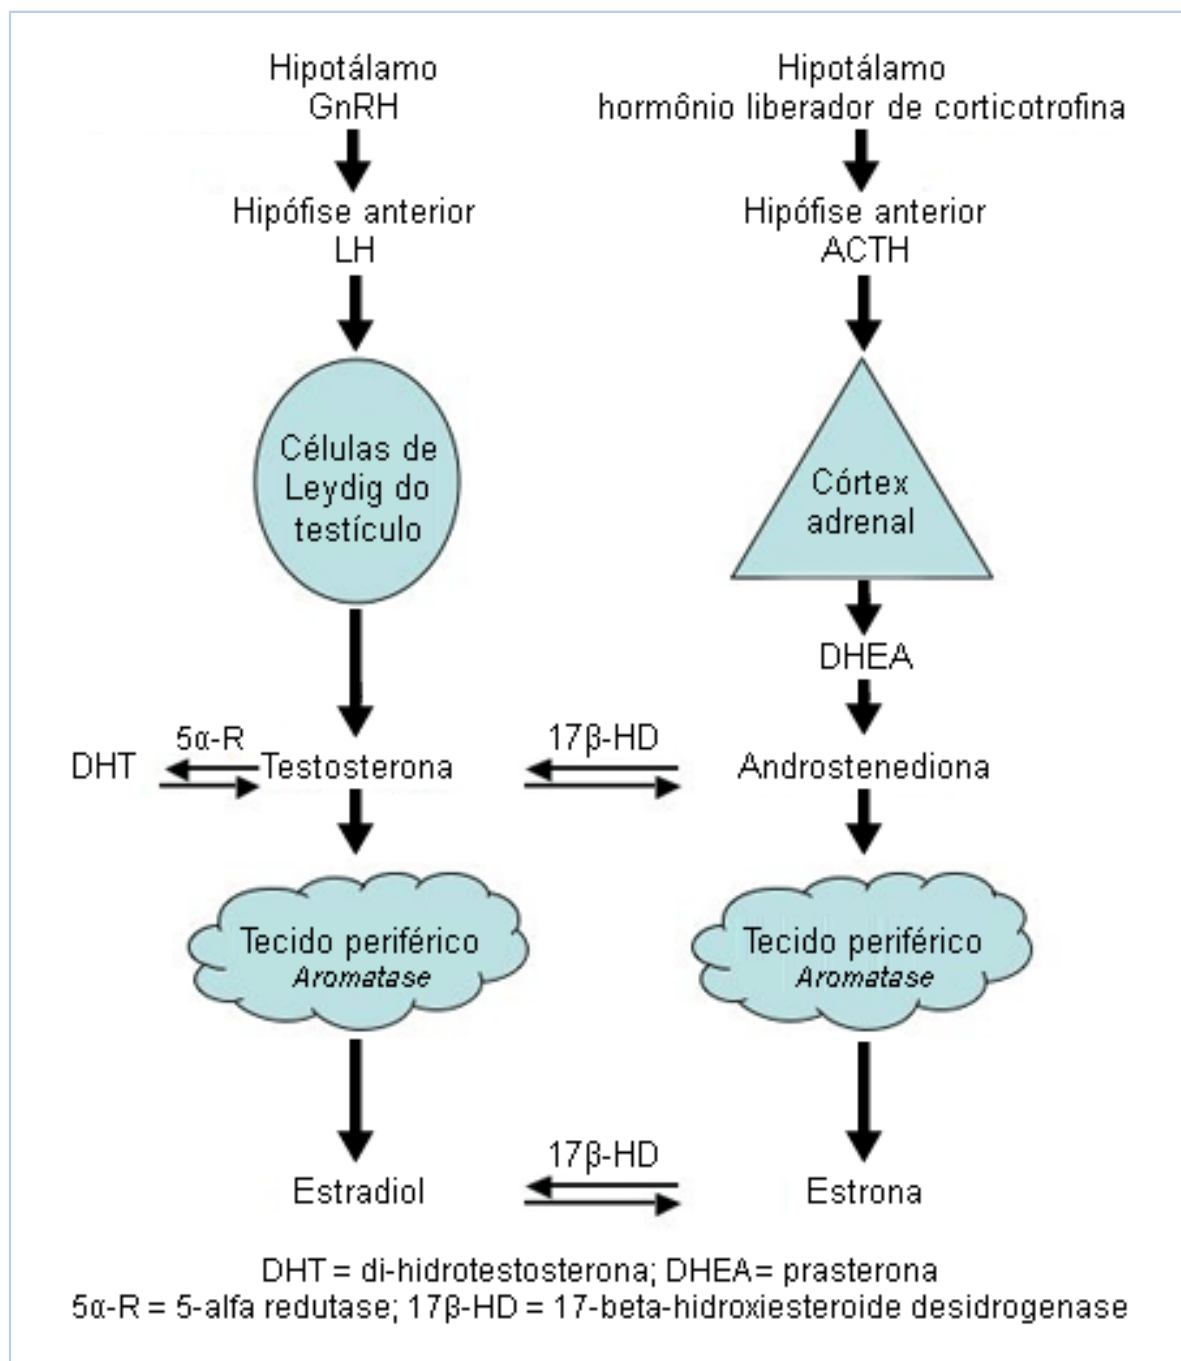 Hipotálamo
GnRH
Hipotálamo
hormônio liberador de corticotrofina
Hipófise anterior
LH
Hipófise anterior
ACTH
Células de
Leydig do
testículo
Córtex
adrenal
DHEA
DHT
5α-R
Testosterona
17β-HD
Androstenediona
Tecido periférico
Aromatase
Tecido periférico
Aromatase
Estradiol
17β-HD
Estrona
DHT = di-hidrotestosterona; DHEA= prasterona
5α-R = 5-alfa redutase; 17β-HD = 17-beta-hidroxiesteroide desidrogenase